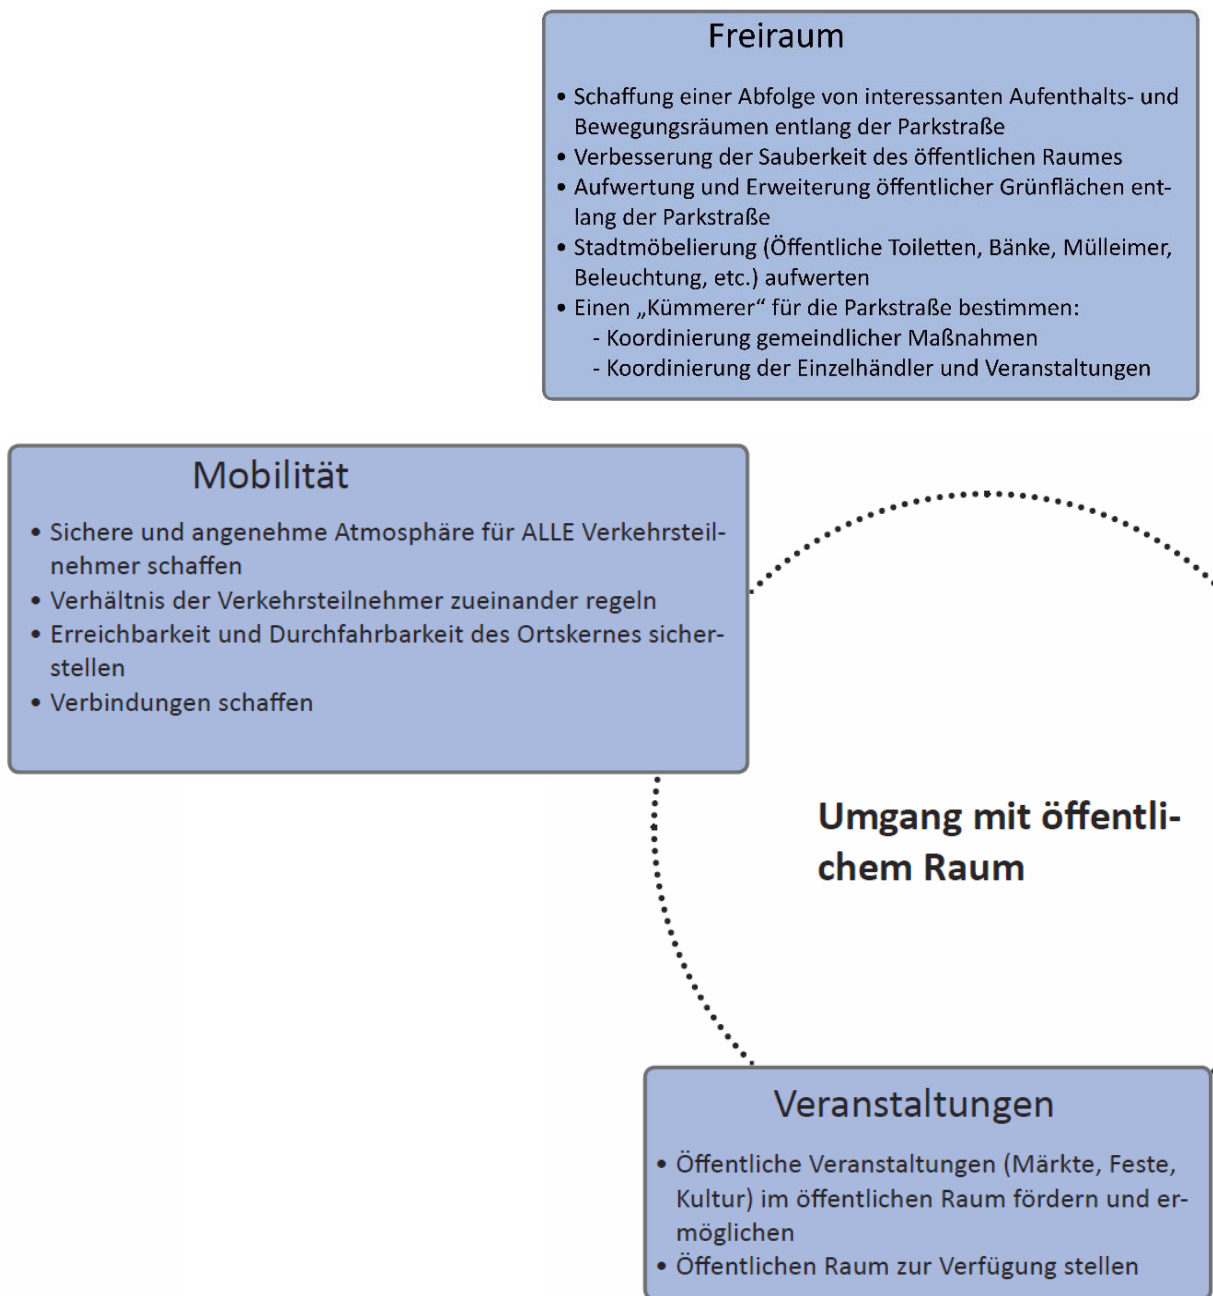 Freiraum
• Schaffung einer Abfolge von interessanten Aufenthalts- und
Bewegungsräumen entlang der Parkstraße
• Verbesserung der Sauberkeit des öffentlichen Raumes
• Aufwertung und Erweiterung öffentlicher Grünflächen ent-
lang der Parkstraße
• Stadtmöbelierung (Öffentliche Toiletten, Bänke, Mülleimer,
Beleuchtung, etc.) aufwerten
• Einen „Kümmerer“ für die Parkstraße bestimmen:
- Koordinierung gemeindlicher Maßnahmen
- Koordinierung der Einzelhändler und Veranstaltungen
Mobilität
• Sichere und angenehme Atmosphäre für ALLE Verkehrsteil-
nehmer schaffen
• Verhältnis der Verkehrsteilnehmer zueinander regeln
• Erreichbarkeit und Durchfahrbarkeit des Ortskernes sicher-
stellen
• Verbindungen schaffen
Umgang mit öffentli-
chem Raum
Veranstaltungen
• Öffentliche Veranstaltungen (Märkte, Feste,
Kultur) im öffentlichen Raum fördern und er-
möglichen
• Öffentlichen Raum zur Verfügung stellen